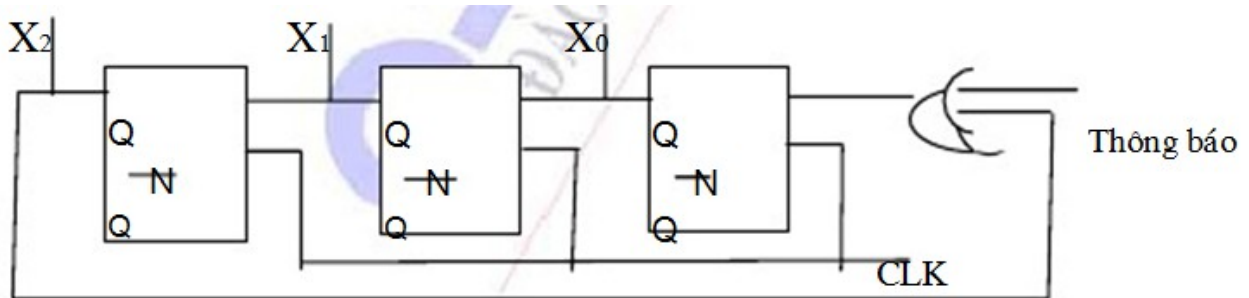 X2 X1 X0
Q Q Q
N N N
Q Q Q
Thông báo
CLK